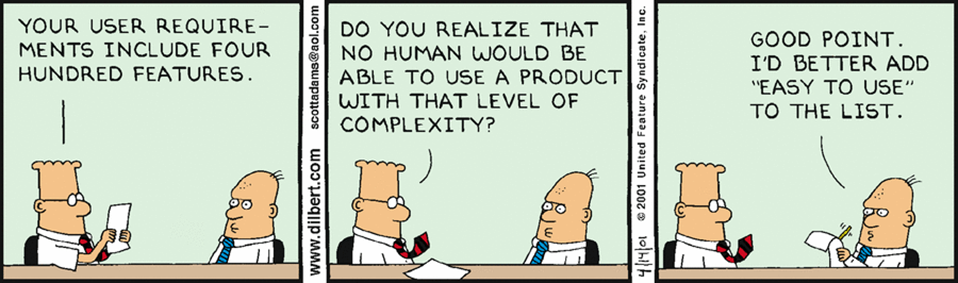 YOUR USER REQUIRE-
MENTS INCLUDE FOUR
HUNDRED FEATURES.
www.dilbert.com scottadams@aol.com
DO YOU REALIZE THAT
NO HUMAN WOULD BE
ABLE TO USE A PRODUCT
WITH THAT LEVEL OF
COMPLEXITY?
4/14/01 © 2001 United Feature Syndicate, Inc.
GOOD POINT.
I'D BETTER ADD
"EASY TO USE"
TO THE LIST.